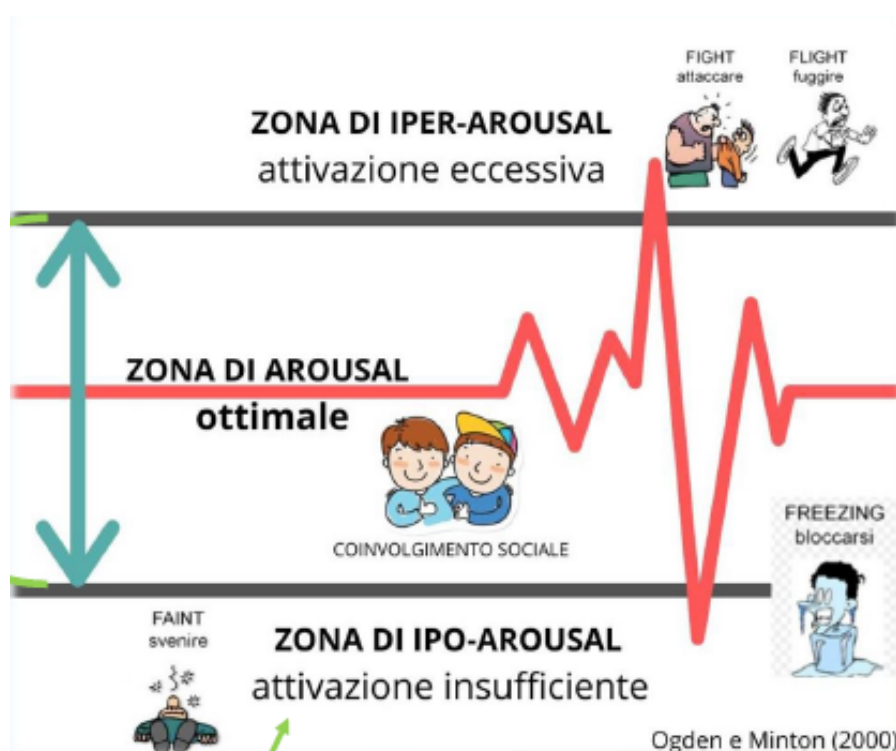 FIGHT
attaccare
FLIGHT
fuggire
ZONA DI IPER-AROUSAL
attivazione eccessiva
ZONA DI AROUSAL
ottimale
COINVOLGIMENTO SOCIALE
FREEZING
bloccarsi
FAINT
svenire
ZONA DI IPO-AROUSAL
attivazione insufficiente
Ogden e Minton (2000)